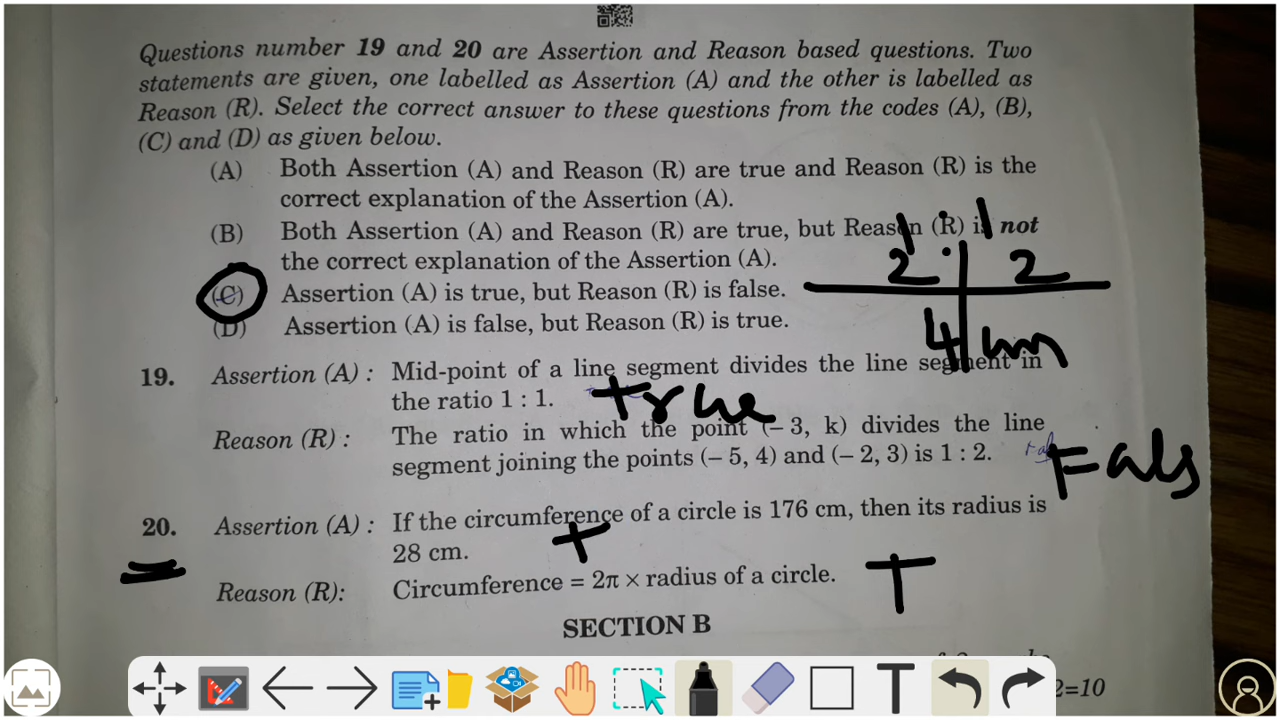 Questions number 19 and 20 are Assertion and Reason based questions. Two
statements are given, one labelled as Assertion (A) and the other is labelled as
Reason (R). Select the correct answer to these questions from the codes (A), (B),
(C) and (D) as given below.
(A) Both Assertion (A) and Reason (R) are true and Reason (R) is the
correct explanation of the Assertion (A).
(B) Both Assertion (A) and Reason (R) are true, but Reason (R) is not
the correct explanation of the Assertion (A).
2 2
(C) Assertion (A) is true, but Reason (R) is false.
(D) Assertion (A) is false, but Reason (R) is true.
4
19. Assertion (A) : Mid-point of a line segment divides the line segment in
the ratio 1 : 1. true
Reason (R) : The ratio in which the point (– 3, k) divides the line
segment joining the points (– 5, 4) and (– 2, 3) is 1 : 2. Fals
20. Assertion (A) : If the circumference of a circle is 176 cm, then its radius is
28 cm.
Reason (R): Circumference = 2π × radius of a circle. T
SECTION B
2=10